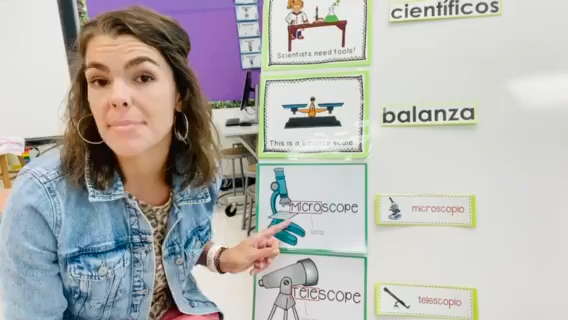 científicos
Scientists need tools!
balanza
This is a balance scale.
Microscope
microscopio
Telescope
telescopio